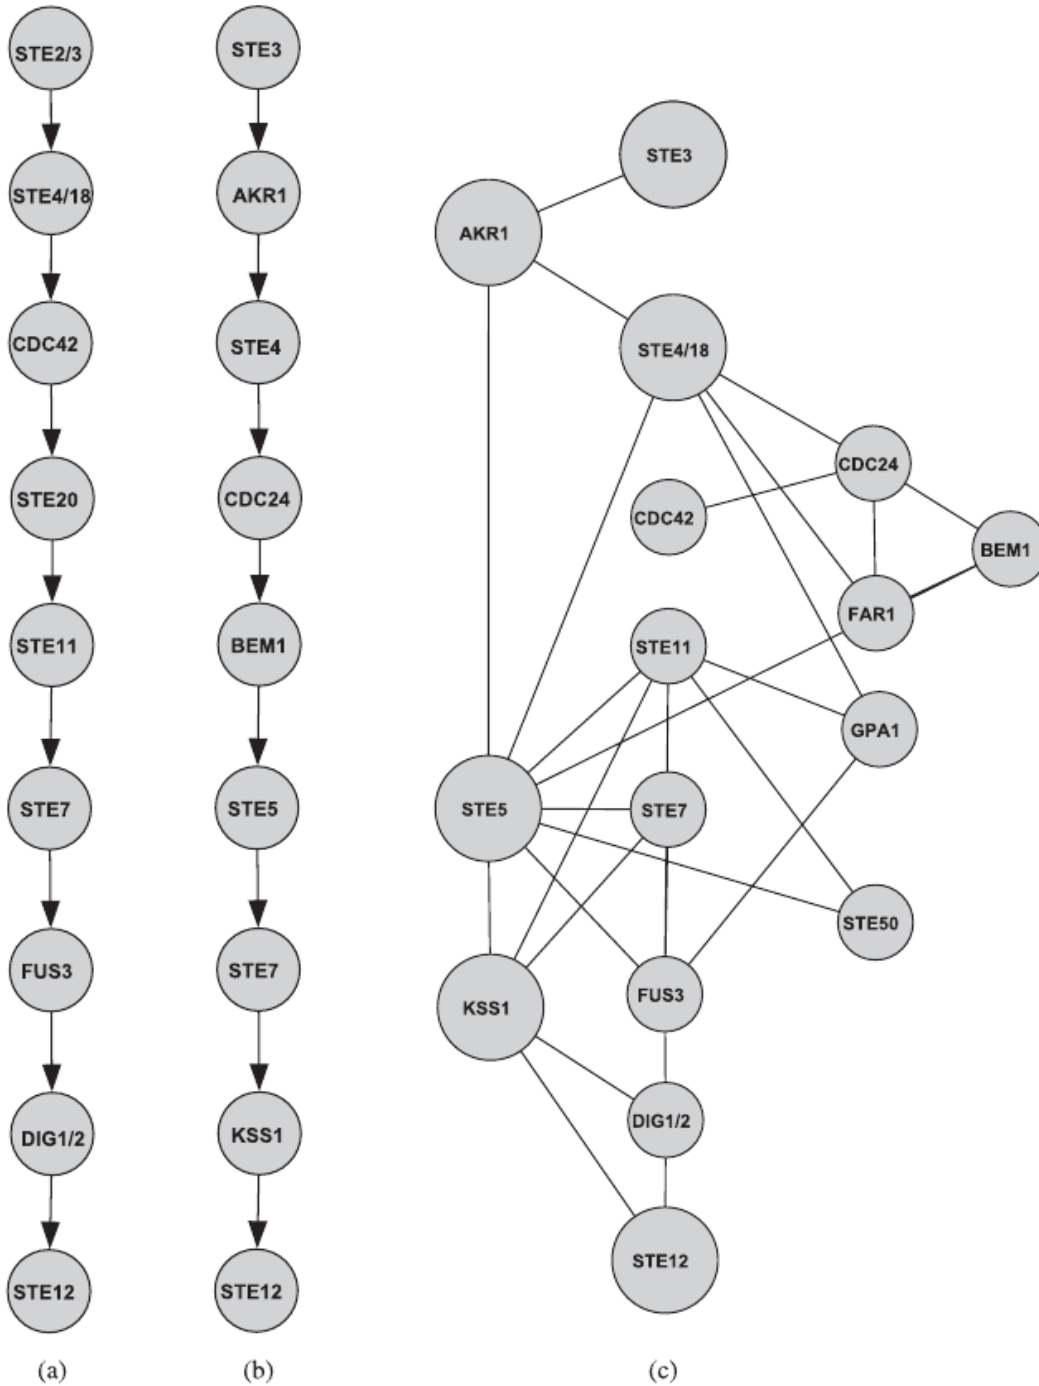 STE2/3
STE4/18
CDC42
STE20
STE11
STE7
FUS3
DIG1/2
STE12
(a)
STE3
AKR1
STE4
CDC24
BEM1
STE5
STE7
KSS1
STE12
(b)
STE3
AKR1
STE4/18
CDC24
CDC42
BEM1
FAR1
STE11
GPA1
STE5
STE7
STE50
FUS3
KSS1
DIG1/2
STE12
(c)